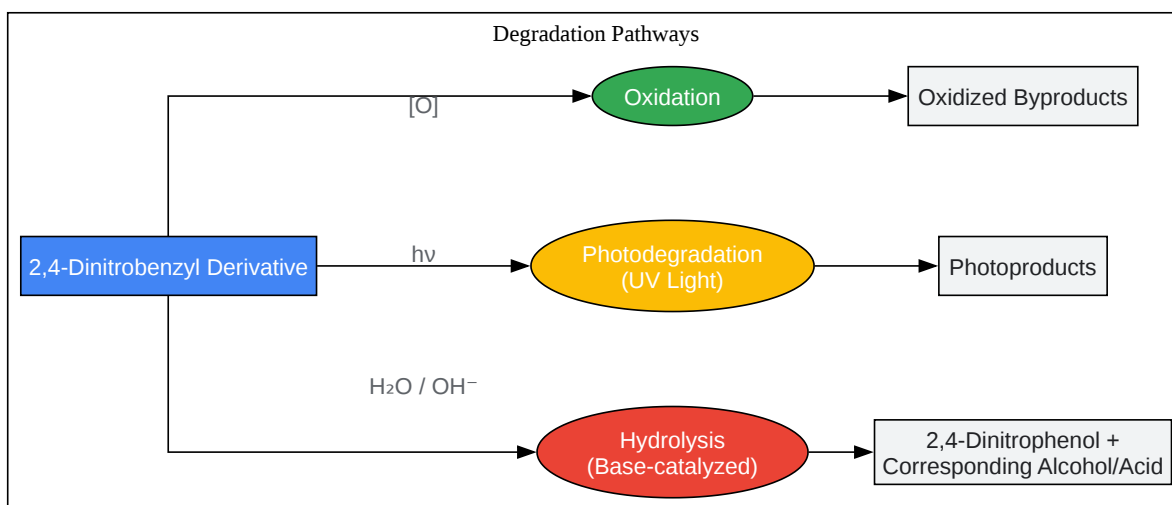 Degradation Pathways
[O]
Oxidation
Oxidized Byproducts
2,4-Dinitrobenzyl Derivative
hν
Photodegradation
(UV Light)
Photoproducts
H₂O / OH⁻
Hydrolysis
(Base-catalyzed)
2,4-Dinitrophenol +
Corresponding Alcohol/Acid